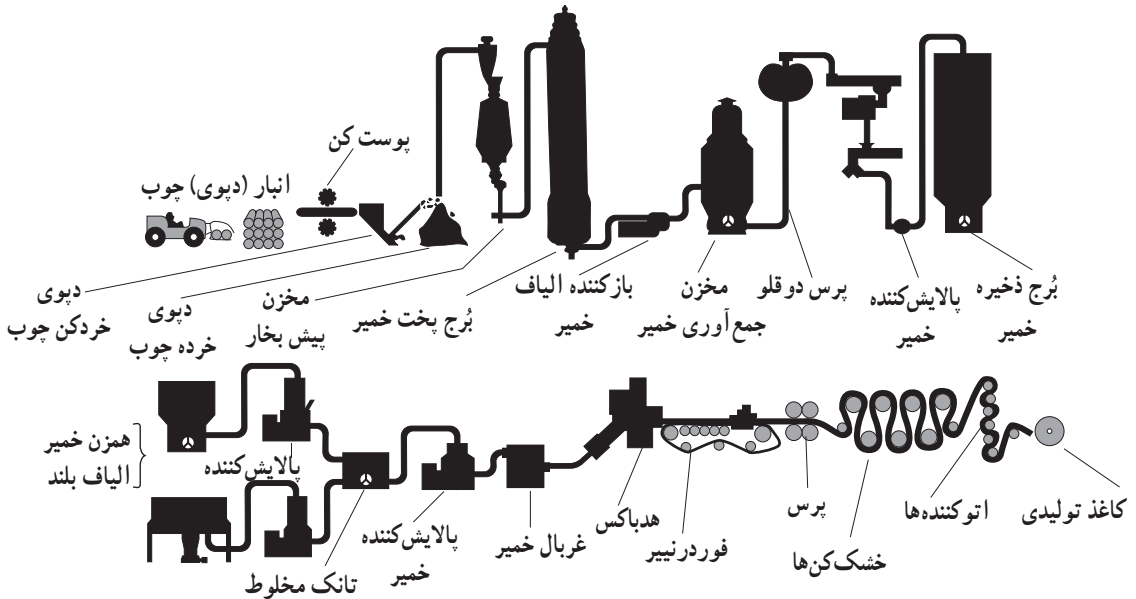 پوست کن
انبار (دپوی) چوب
دپوی
خردکن چوب
دپوی
خرده چوب
مخزن
پیش بخار
بُرج پخت خمیر
بازکننده الیاف
خمیر
مخزن
جمع‌آوری خمیر
پرس دوقلو
پالایش‌کننده
خمیر
بُرج ذخیره
خمیر
همزن خمیر
الیاف بلند
پالایش‌کننده
تانک مخلوط
پالایش‌کننده
خمیر
غربال خمیر
هدباکس
فوردرنییر
پرس
خشک‌کن‌ها
اتوکننده‌ها
کاغذ تولیدی